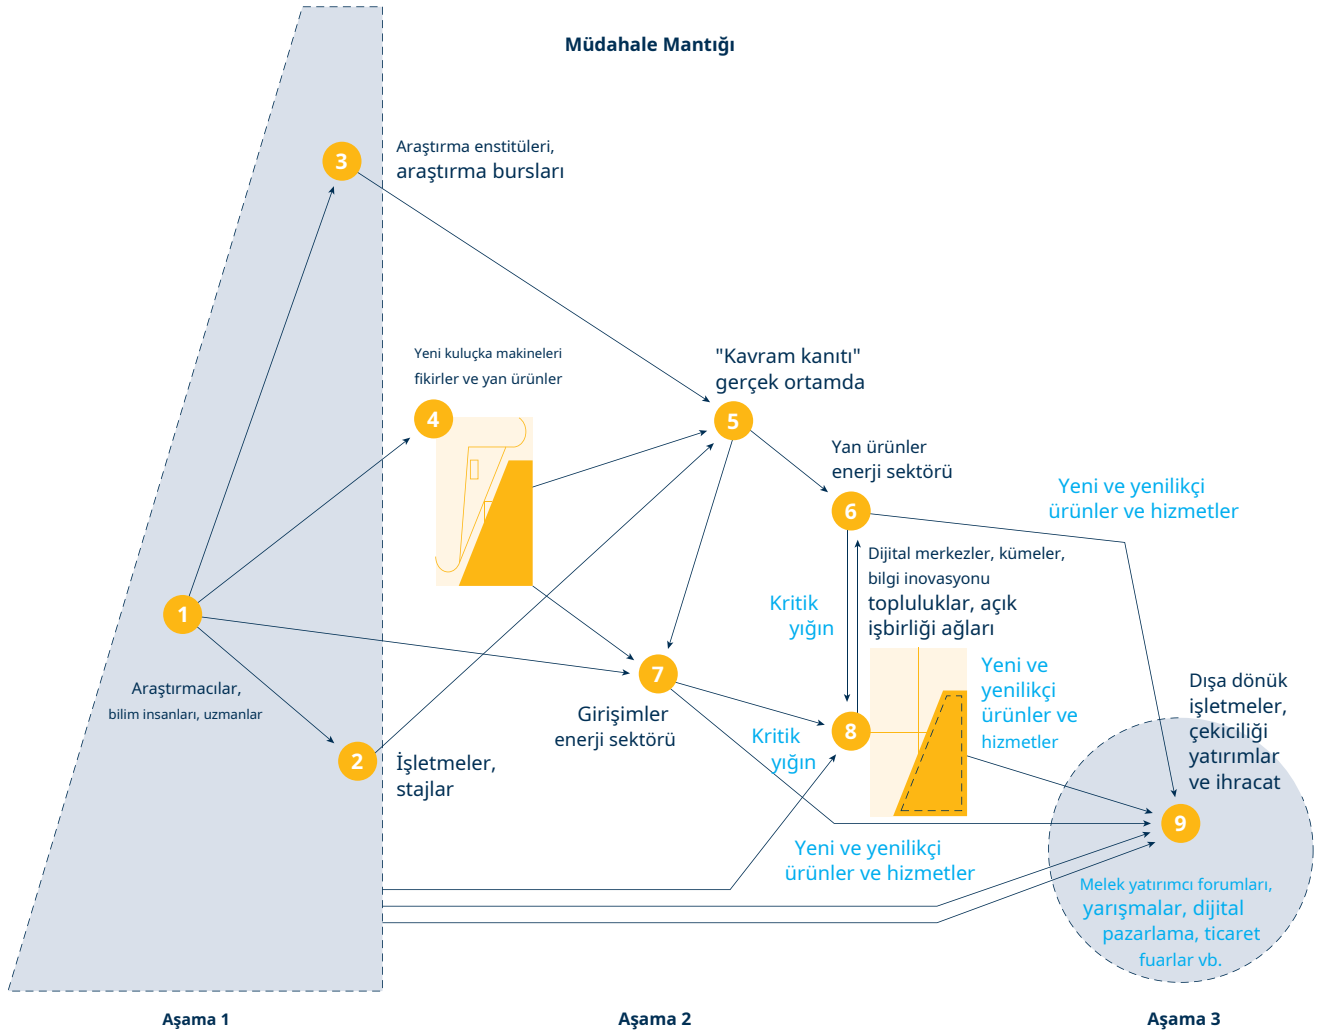 Müdahale Mantığı
3
Araştırma enstitüleri,
araştırma bursları
Yeni kuluçka makineleri
fikirler ve yan ürünler
4
"Kavram kanıtı"
gerçek ortamda
5
Yan ürünler
enerji sektörü
6
Yeni ve yenilikçi
ürünler ve hizmetler
Dijital merkezler, kümeler,
bilgi inovasyonu
topluluklar, açık
işbirliği ağları
Kritik
yığın
1
Araştırmacılar,
bilim insanları, uzmanlar
7
Girişimler
enerji sektörü
Yeni ve
yenilikçi
ürünler ve
hizmetler
Dışa dönük
işletmeler,
çekiciliği
yatırımlar
ve ihracat
8
Kritik
yığın
2
İşletmeler,
stajlar
9
Yeni ve yenilikçi
ürünler ve hizmetler
Melek yatırımcı forumları,
yarışmalar, dijital
pazarlama, ticaret
fuarlar vb.
Aşama 1
Aşama 2
Aşama 3